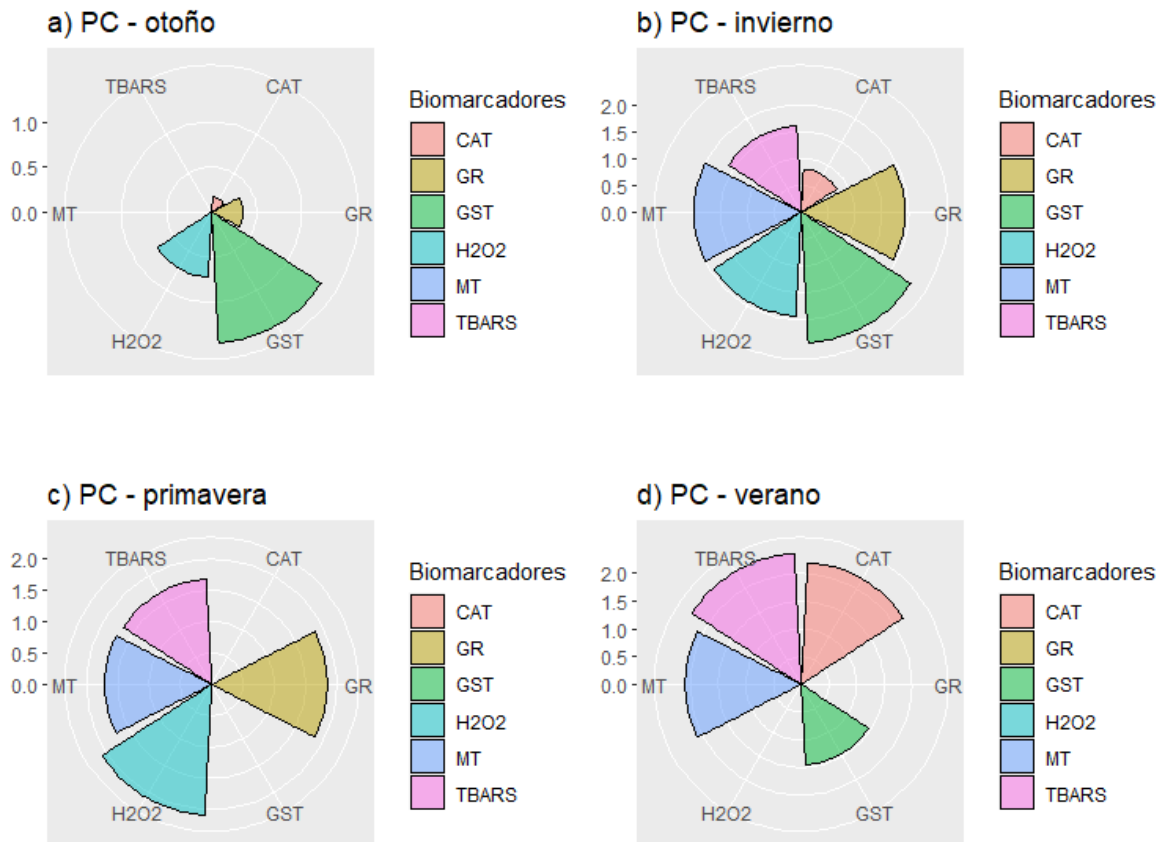 a) PC - otoño
TBARS
CAT
1.0
0.5
0.0
MT
GR
H2O2
GST
Biomarcadores
CAT
GR
GST
H2O2
MT
TBARS
b) PC - invierno
TBARS
CAT
2.0
1.5
1.0
0.5
0.0
MT
GR
H2O2
GST
Biomarcadores
CAT
GR
GST
H2O2
MT
TBARS
c) PC - primavera
TBARS
CAT
2.0
1.5
1.0
0.5
0.0
MT
GR
H2O2
GST
Biomarcadores
CAT
GR
GST
H2O2
MT
TBARS
d) PC - verano
TBARS
CAT
2.0
1.5
1.0
0.5
0.0
MT
GR
H2O2
GST
Biomarcadores
CAT
GR
GST
H2O2
MT
TBARS